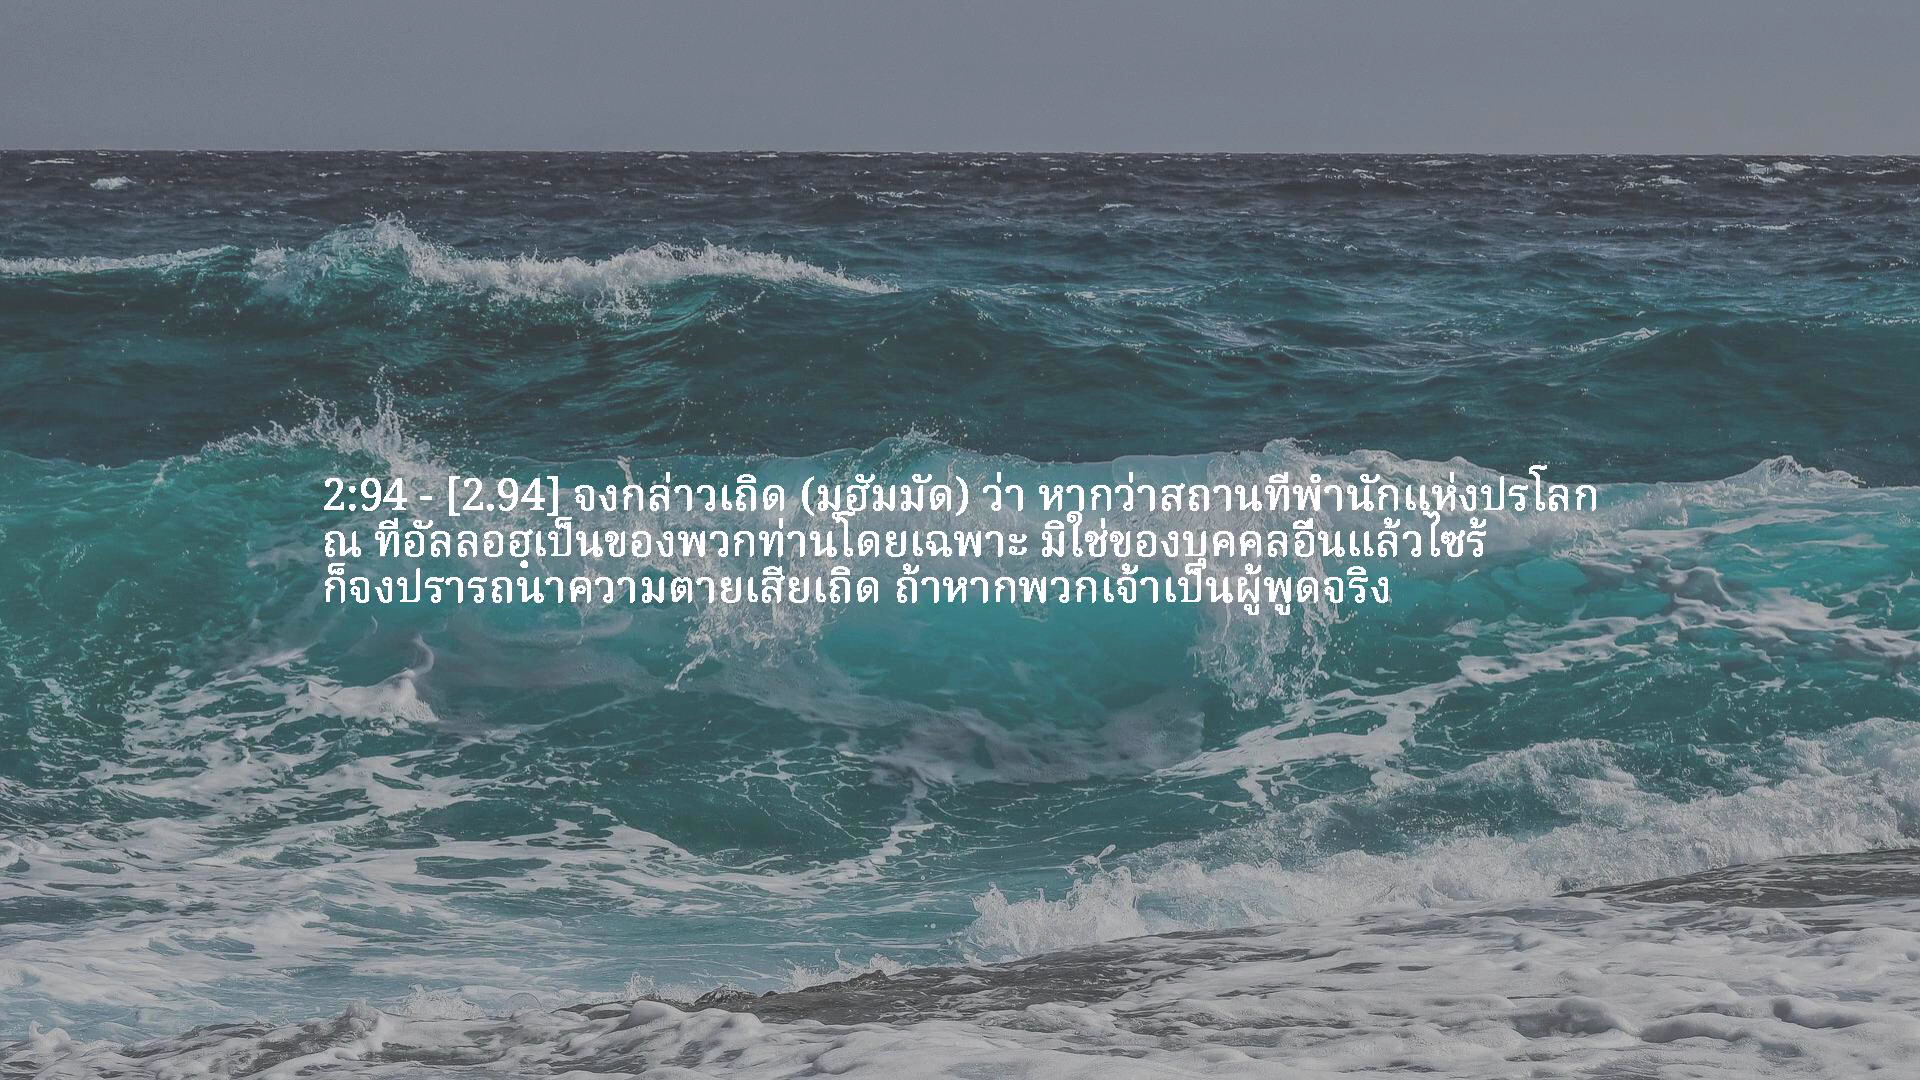 2:94 - [2.94] จงกล่าวเถิด (มุฮัมมัด) ว่า หากว่าสถานที่พำนักแห่งปรโลก
ณ ที่อัลลอฮฺเป็นของพวกท่านโดยเฉพาะ มิใช่ของบุคคลอื่นแล้วไซร้
ก็จงปรารถนาความตายเสียเถิด ถ้าหากพวกเจ้าเป็นผู้พูดจริง